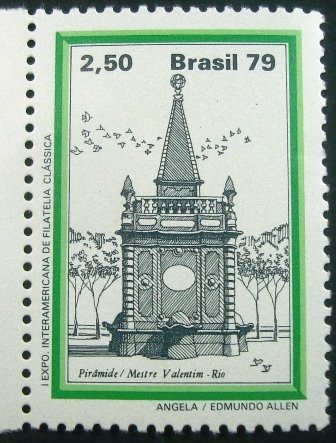 2,50 Brasil 79
I EXPO. INTERAMERICANA DE FILATELIA CLÁSSICA
Pirâmide / Mestre Valentim - Rio
ANGELA / EDMUNDO ALLEN